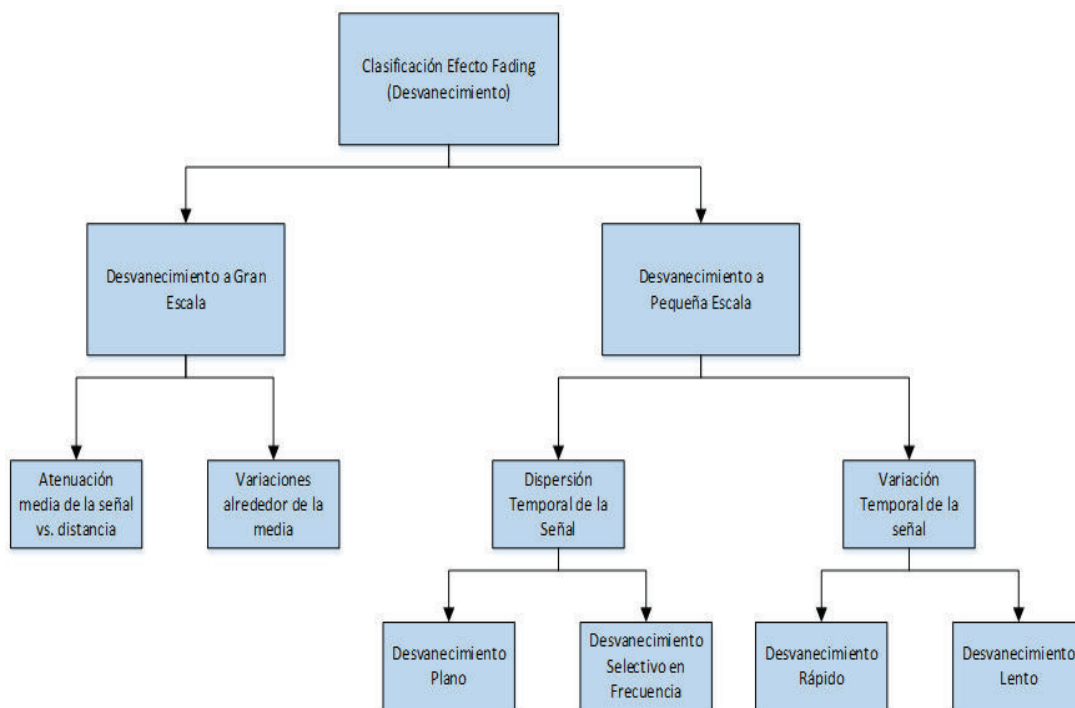 Clasificación Efecto Fading
(Desvanecimiento)
Desvanecimiento a Gran
Escala
Desvanecimiento a
Pequeña Escala
Atenuación
media de la señal
vs. distancia
Variaciones
alrededor de la
media
Dispersión
Temporal de la
Señal
Variación
Temporal de la
señal
Desvanecimiento
Plano
Desvanecimiento
Selectivo en
Frecuencia
Desvanecimiento
Rápido
Desvanecimiento
Lento